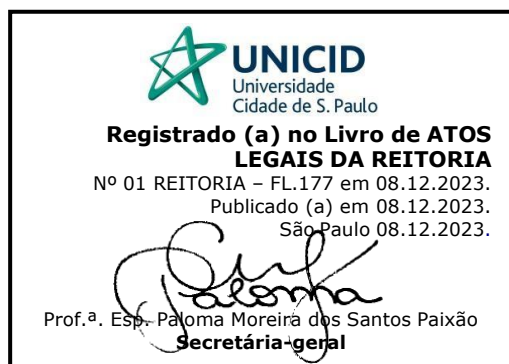 UNICID
Universidade
Cidade de S. Paulo
Registrado (a) no Livro de ATOS
LEGAIS DA REITORIA
Nº 01 REITORIA – FL.177 em 08.12.2023.
Publicado (a) em 08.12.2023.
São Paulo 08.12.2023.
Paloma
Prof.ª. Esp. Paloma Moreira dos Santos Paixão
Secretária-geral